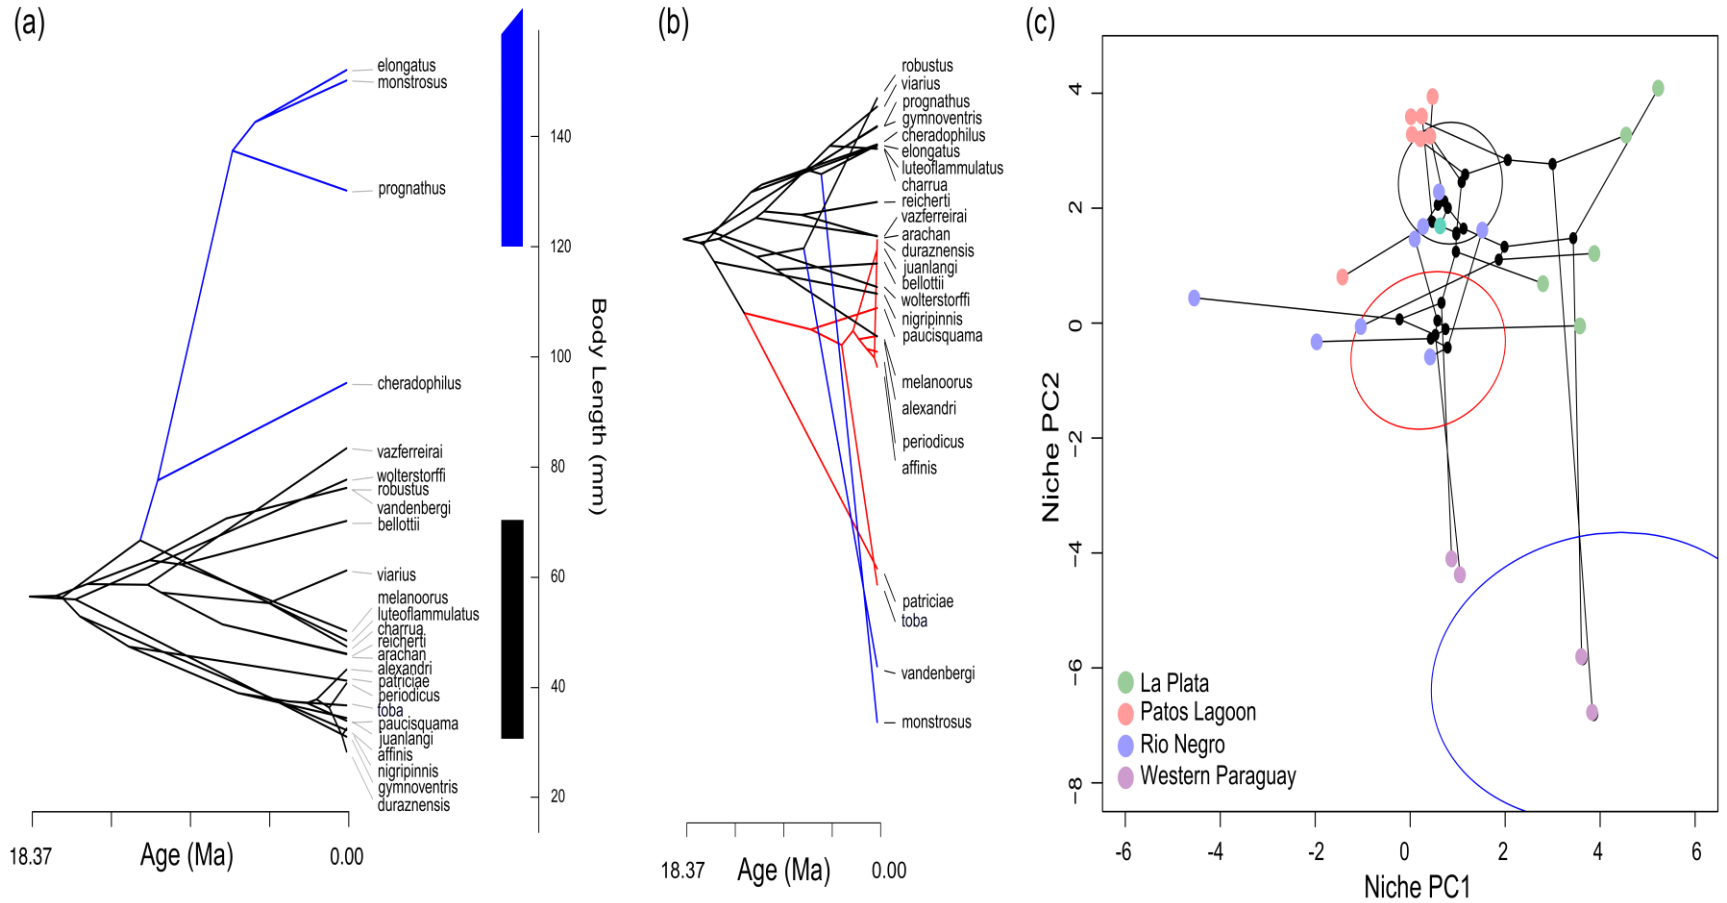 (a)
elongatus
monstrosus
prognathus
cheradophilus
vazferreirai
wolterstorffi
robustus
vandenbergi
bellottii
viarius
melanoorus
luteoflammulatus
charrua
reicherti
arachan
alexandri
patriciae
periodicus
toba
paucisquama
juanlangi
affinis
nigripinnis
gymnoventris
duraznensis
18.37
Age (Ma)
0.00
140
120
100
80
60
40
20
Body Length (mm)
(b)
robustus
viarius
prognathus
gymnoventris
cheradophilus
elongatus
luteoflammulatus
charrua
reicherti
vazferreirai
arachan
duraznensis
juanlangi
bellottii
wolterstorffi
nigripinnis
paucisquama
melanoorus
alexandri
periodicus
affinis
patriciae
toba
vandenbergi
monstrosus
18.37
Age (Ma)
0.00
(c)
Niche PC2
4
2
0
-2
-4
-6
-8
La Plata
Patos Lagoon
Rio Negro
Western Paraguay
-6
-4
-2
0
2
4
6
Niche PC1